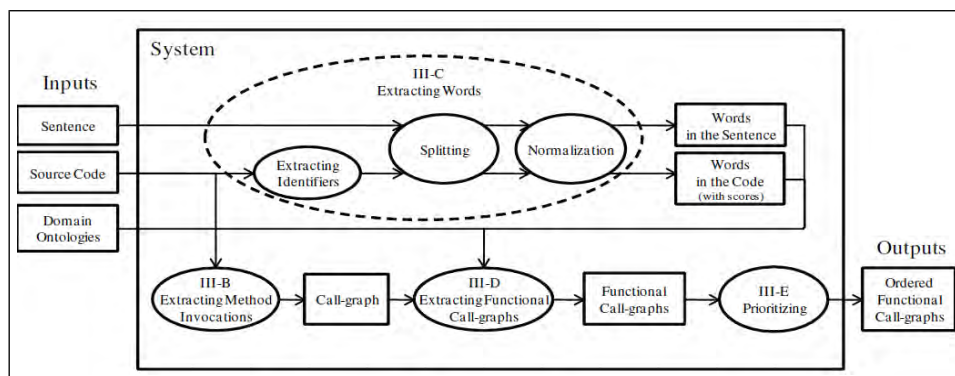 System
Inputs
III-C
Extracting Words
Sentence
Splitting
Normalization
Words
in the Sentence
Source Code
Extracting
Identifiers
Words
in the Code
(with scores)
Domain
Ontologies
Outputs
III-B
Extracting Method
Invocations
Call-graph
III-D
Extracting Functional
Call-graphs
Functional
Call-graphs
III-E
Prioritizing
Ordered
Functional
Call-graphs